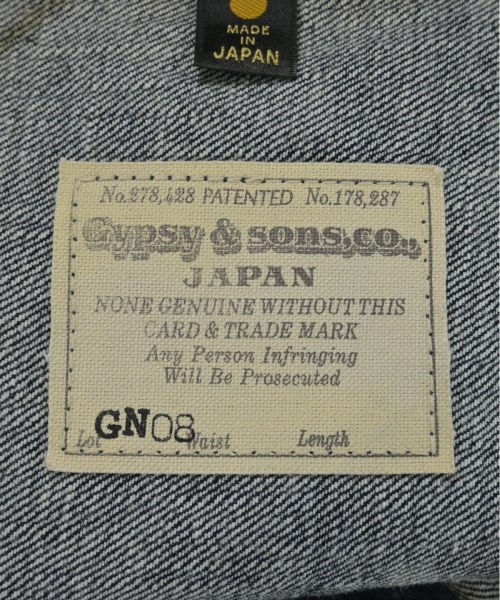 MADE
IN
JAPAN
No.278,428 PATENTED No.178,287
Gypsy & sons,co.,
JAPAN
NONE GENUINE WITHOUT THIS
CARD & TRADE MARK
Any Person Infringing
Will Be Prosecuted
GN08
Lot Waist Length